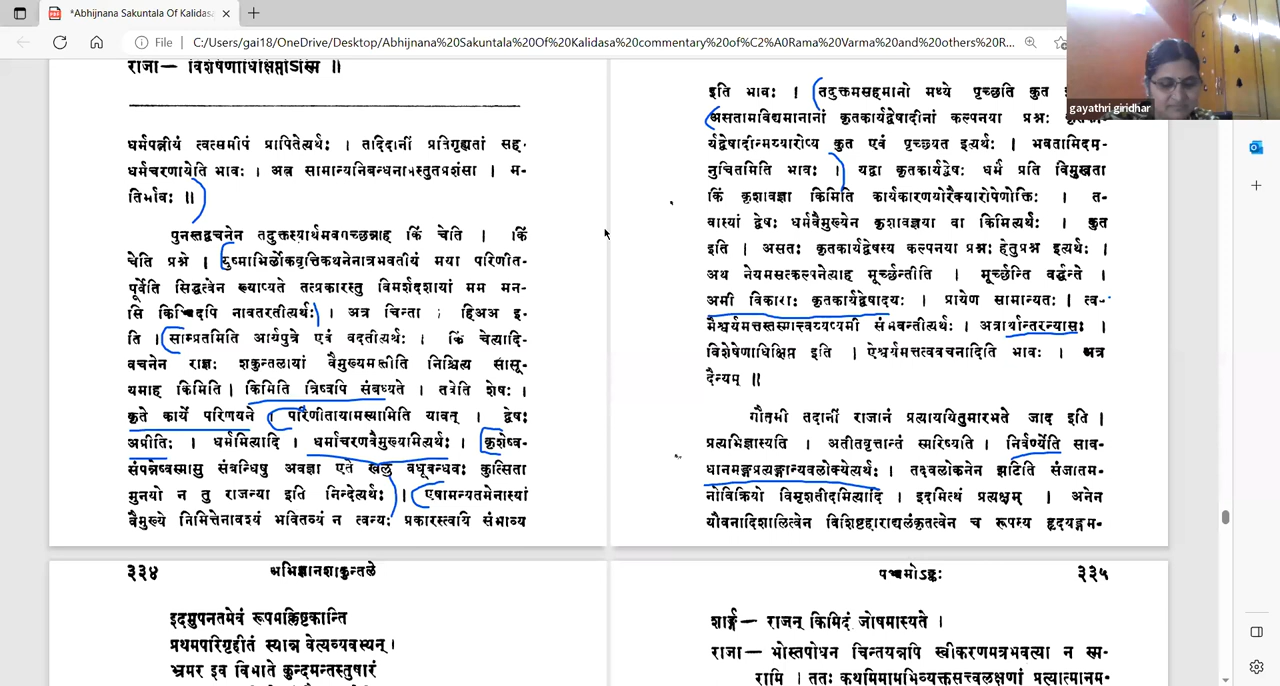 *Abhijnana Sakuntala Of Kalidasa
File
C:/Users/gai18/OneDrive/Desktop/Abhijnana%20Sakuntala%20Of%20Kalidasa%20commentary%20of%C2%A0Rama%20Varma%20and%20others%20R...
gayathri giridhar
राजा— विशेषेणाधिक्षिप्तोऽस्मि ॥
धर्मपत्नीयं त्वत्समीपं प्रापितेत्यर्थः । तदिदानीं प्रतिगृह्यतां सह-
धर्मचरणायेति भावः । अत्र सामान्यनिबन्धनाप्रस्तुतप्रशंसा । म-
तिर्भावः ॥
पुनस्तद्वचनेन तदुक्तस्यार्थमवगच्छन्नाह किं चेति । किं
चेति प्रश्ने । युष्माभिर्लोकवृत्तिकथनेनात्रभवतीयं मया परिणीत-
पूर्वेति सिद्धत्वेन ख्याप्यते तत्प्रकारस्तु विमर्शदशायां मम मन-
सि किञ्चिदपि नावतरतीत्यर्थः । अत्र चिन्ता । हिअअ इ-
ति । साम्प्रतमिति आर्यपुत्रे एवं वदतीत्यर्थः । किं चेत्यादि-
वचनेन राज्ञः शकुन्तलायां वैमुख्यमस्तीति निश्चित्य सासू-
यमाह किमिति । किमिति त्रिष्वपि संबध्यते । तत्रेति शेषः ।
कृते कार्ये परिणयने । परिणीतायामस्यामिति यावत् । द्वेषः
अप्रीतिः । धर्ममित्यादि । धर्माचरणवैमुख्यामित्यर्थः । कृशेष्व-
संपन्नेष्वस्मासु संबन्धिषु अवज्ञा एते खलु वधूबन्धवः कुत्सिता
मुनयो न तु राजन्या इति निन्देत्यर्थः । एषामन्यतमेनास्यां
वैमुख्ये निमित्तेनावश्यं भवितव्यं न त्वन्यः प्रकारस्त्वयि संभाव्य
इति भावः । तदुक्तमसहमानो मध्ये पृच्छति कुत
असतामविद्यमानानां कृतकार्यद्वेषादीनां कल्पनया प्रश्नः
र्यद्वेषादीन्मय्यारोप्य कुत एवं पृच्छयत इत्यर्थः । भवतामिदम-
नुचितमिति भावः । यद्वा कृतकार्यद्वेषः धर्मं प्रति विमुखता
किं कृशावज्ञा किमिति कार्यकारणयोरैक्यारोपेणोक्तिः । त-
वास्यां द्वेषः धर्मवैमुख्येन कृशावज्ञया वा किमित्यर्थः । कुत
इति । असतः कृतकार्यद्वेषस्य कल्पनया प्रश्नः हेतुप्रश्न इत्यर्थः ।
अथ नेयमसत्कल्पनेत्याह मूर्च्छन्तीति । मूर्च्छन्ति वर्द्धन्ते ।
अमी विकाराः कृतकार्यद्वेषादयः । प्रायेण सामान्यतः । त्व-
मैश्वर्यमत्तस्तस्मात्त्वय्यप्यमी संभवन्तीत्यर्थः । अत्रार्थान्तरन्यासः ।
विशेषेणाधिक्षिप्त इति । ऐश्वर्यमत्तत्ववचनादिति भावः । अत्र
दैन्यम् ॥
गौतमी तदानीं राजानं प्रत्याययितुमारभते जाद इति ।
प्रत्यभिज्ञास्यति । अतीतवृत्तान्तं स्मरिष्यति । निर्वर्ण्येति साव-
धानमङ्गप्रत्यङ्गान्यवलोक्येत्यर्थः । तदवलोकनेन झटिति संजातम-
नोविक्रियो विमृशतीदमित्यादि । इदमित्थं प्रत्यक्षम् । अनेन
यौवनादिशालित्वेन विशिष्टहाराद्यलंकृतत्वेन च रूपस्य हृदयङ्गम-
३३४ अभिज्ञानशाकुन्तले
इदमुपनतमेवं रूपमक्लिष्टकान्ति
प्रथमपरिगृहीतं स्यान्न वेत्यव्यवस्यन् ।
भ्रमर इव विभाते कुन्दमन्तस्तुषारं
पञ्चमोऽङ्कः ३३५
शार्ङ्ग— राजन् किमिदं जोषमास्यते ।
राजा— भोस्तपोधन चिन्तयन्नपि स्वीकरणमत्रभवत्या न स्म-
रामि । ततः कथमिमामभिव्यक्तसत्त्वलक्षणां प्रत्यात्मानम-